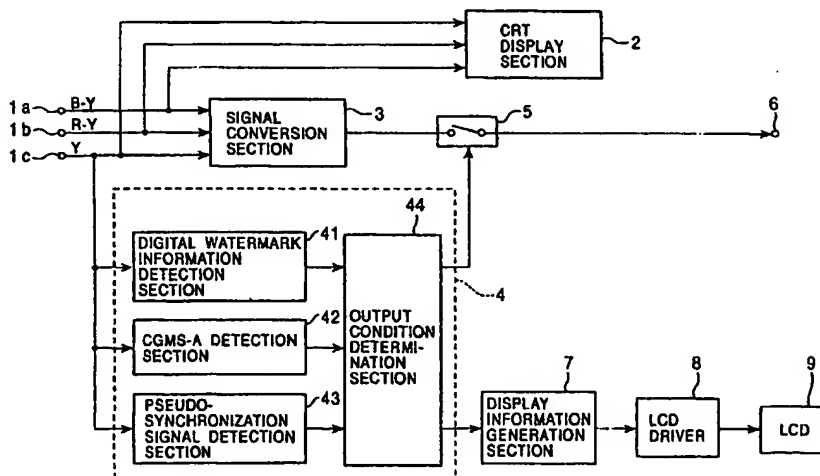 CRT
DISPLAY
SECTION
2
1a
B-Y
1b
R-Y
1c
Y
SIGNAL
CONVERSION
SECTION
3
5
6
DIGITAL WATERMARK
INFORMATION
DETECTION
SECTION
41
44
4
CGMS-A DETECTION
SECTION
42
OUTPUT
CONDITION
DETERMI-
NATION
SECTION
PSEUDO-
SYNCHRONIZATION
SIGNAL DETECTION
SECTION
43
DISPLAY
INFORMATION
GENERATION
SECTION
7
LCD
DRIVER
8
LCD
9